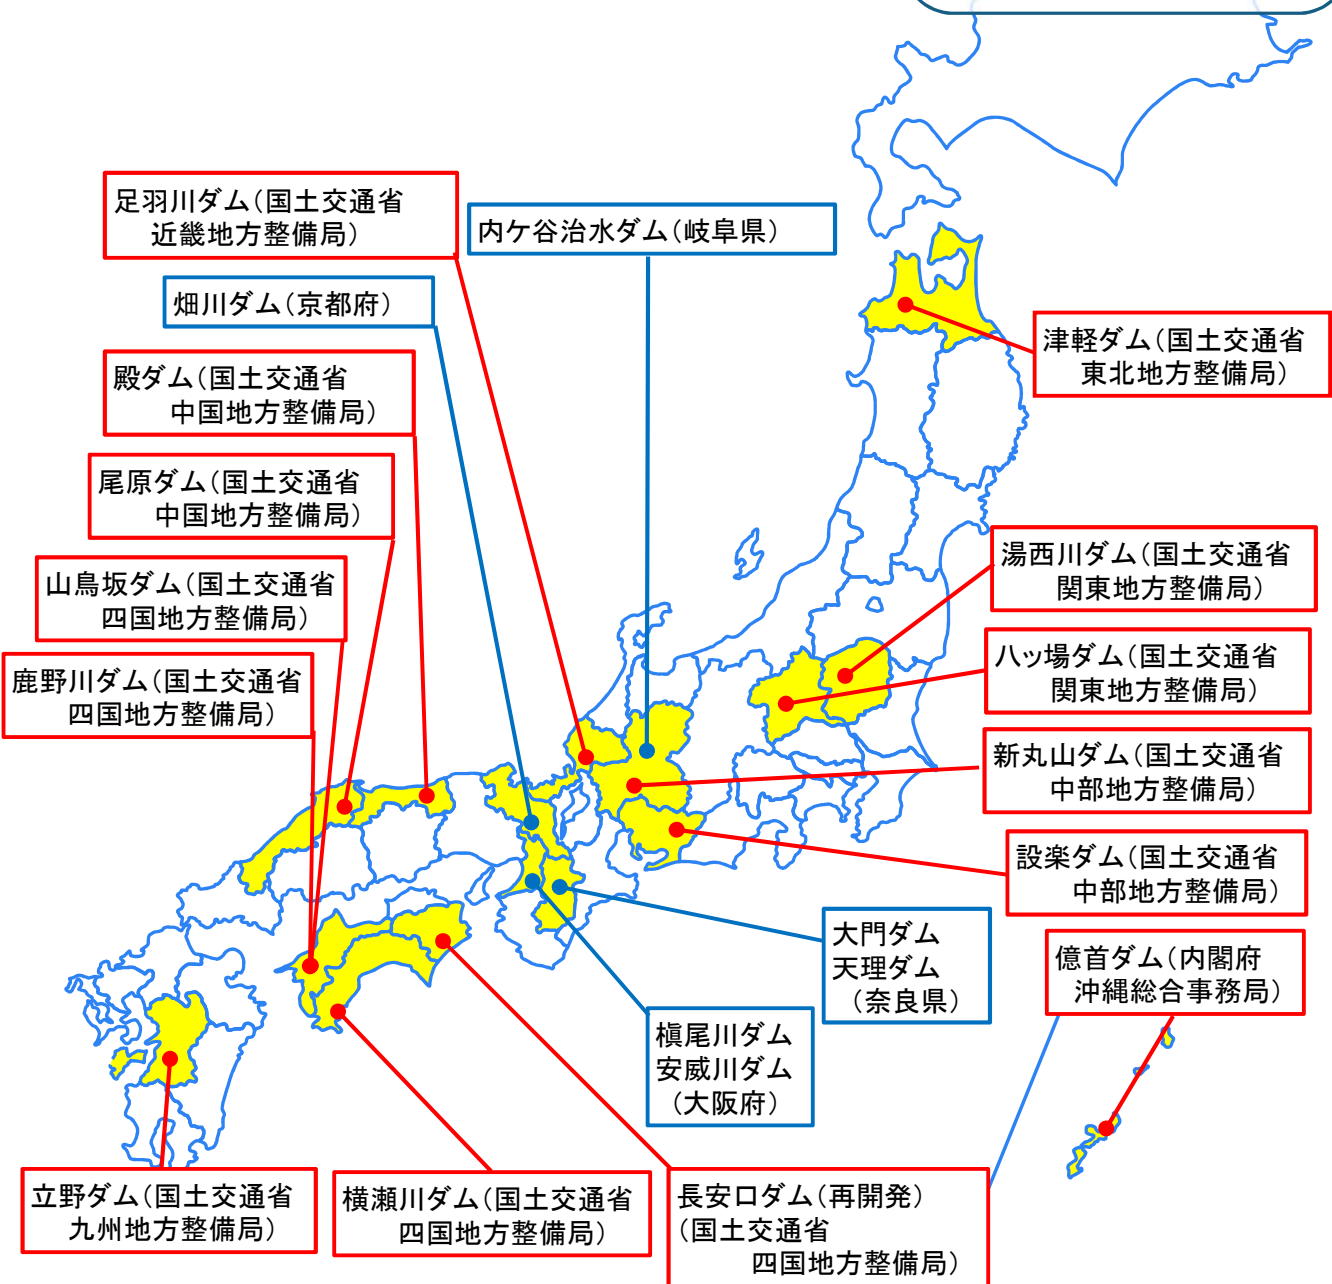 足羽川ダム(国土交通省
近畿地方整備局)
内ケ谷治水ダム(岐阜県)
畑川ダム(京都府)
殿ダム(国土交通省
中国地方整備局)
尾原ダム(国土交通省
中国地方整備局)
山鳥坂ダム(国土交通省
四国地方整備局)
鹿野川ダム(国土交通省
四国地方整備局)
津軽ダム(国土交通省
東北地方整備局)
湯西川ダム(国土交通省
関東地方整備局)
八ッ場ダム(国土交通省
関東地方整備局)
新丸山ダム(国土交通省
中部地方整備局)
設楽ダム(国土交通省
中部地方整備局)
大門ダム
天理ダム
(奈良県)
億首ダム(内閣府
沖縄総合事務局)
槇尾川ダム
安威川ダム
(大阪府)
立野ダム(国土交通省
九州地方整備局)
横瀬川ダム(国土交通省
四国地方整備局)
長安口ダム(再開発)
(国土交通省
四国地方整備局)